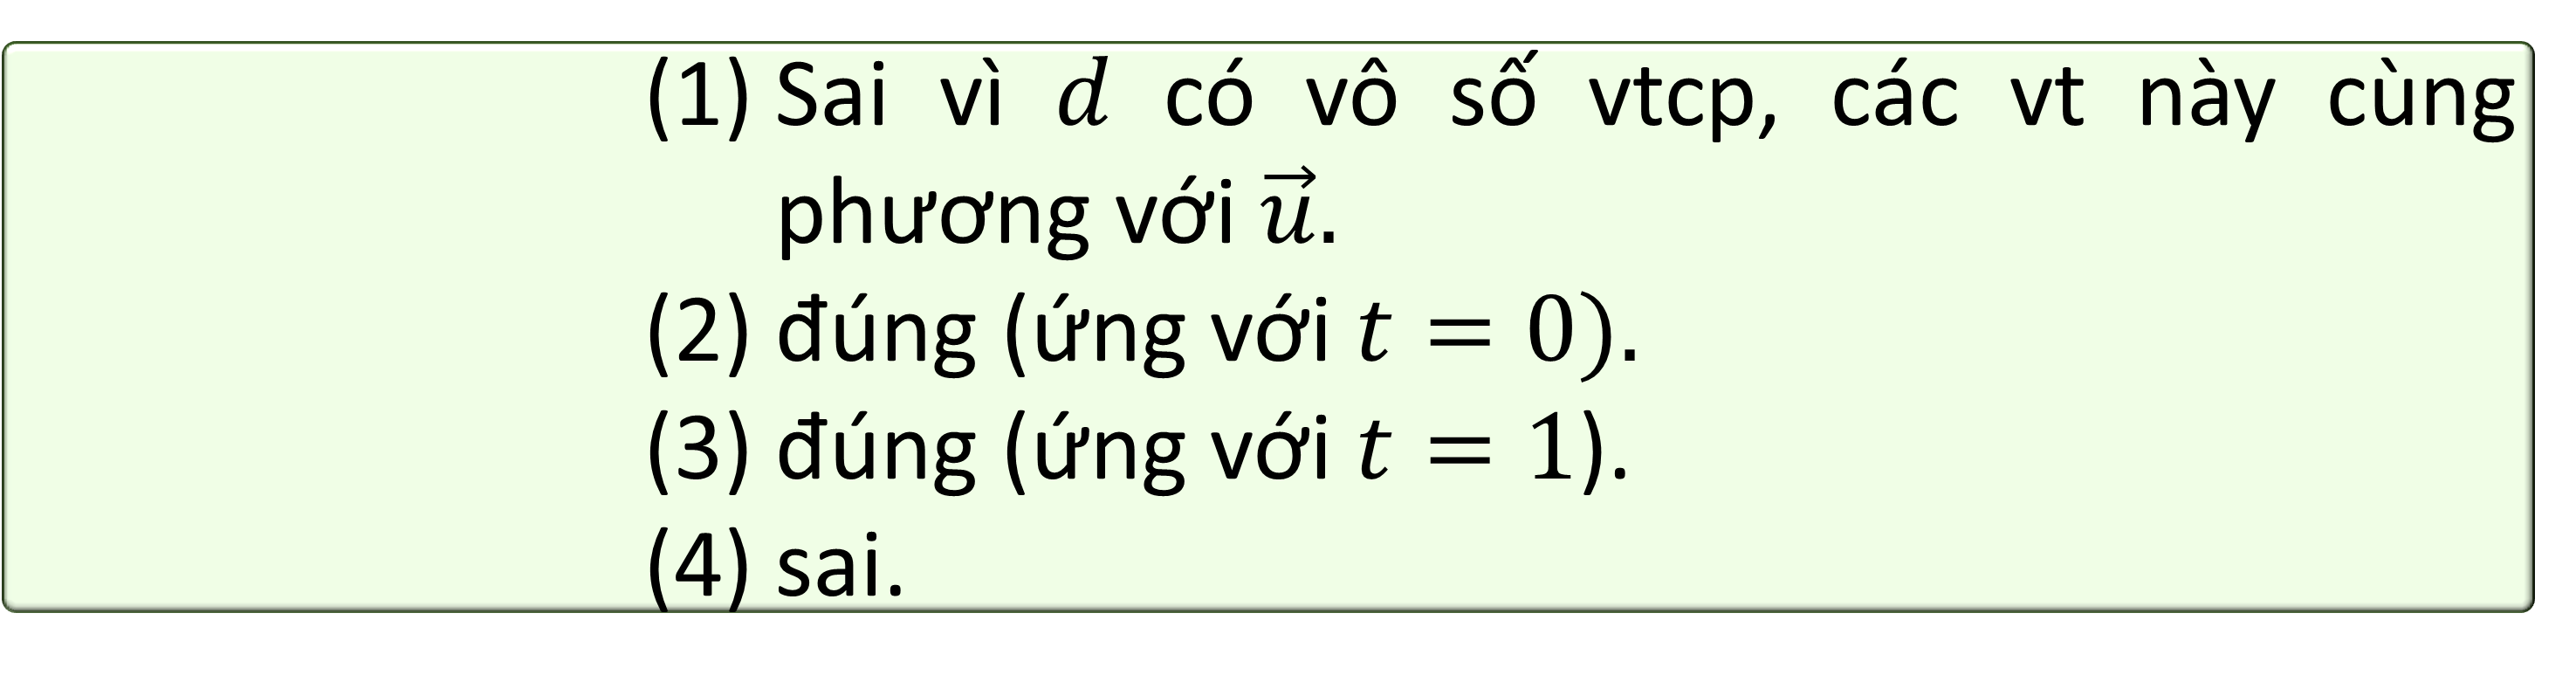 (1) Sai vì d có vô số vtcp, các vt này cùng
phương với u⃗.
(2) đúng (ứng với t = 0).
(3) đúng (ứng với t = 1).
(4) sai.